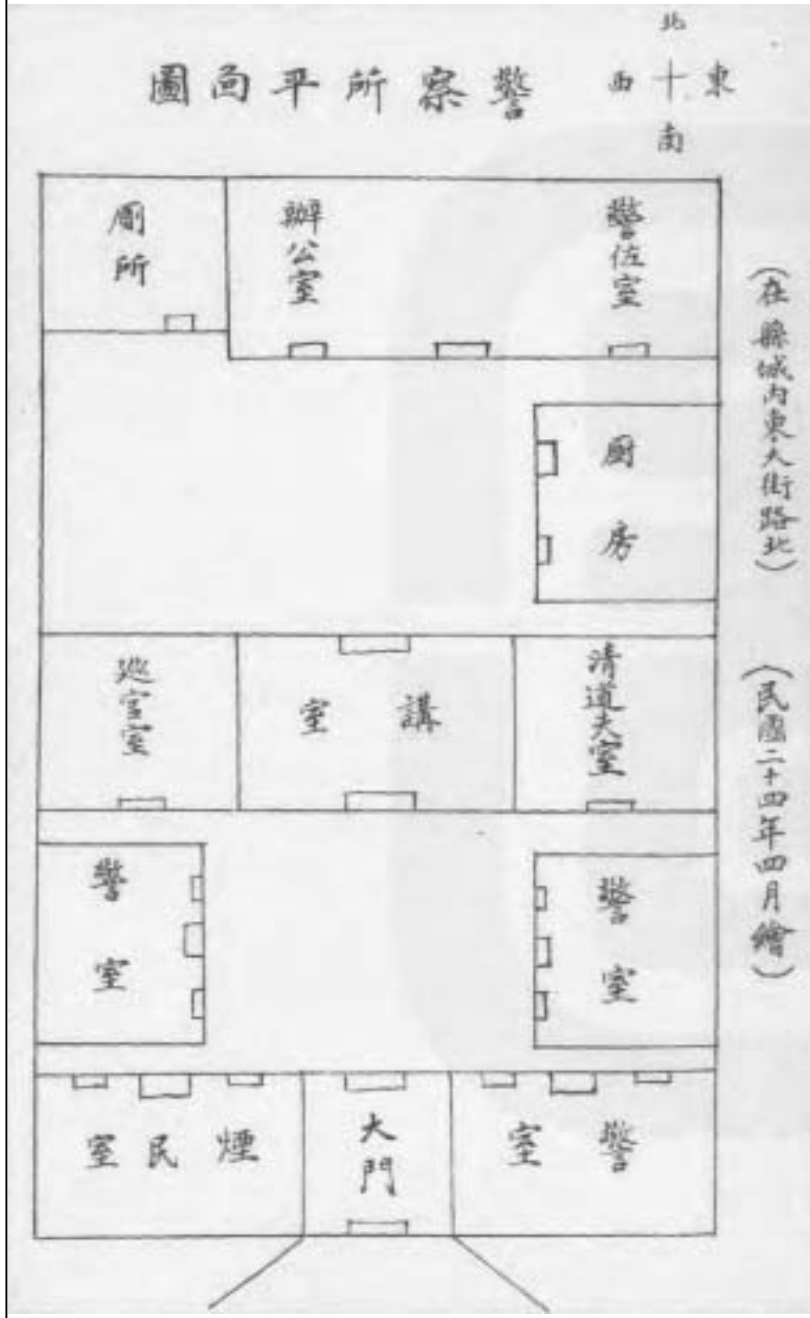 警察所平面圖
北
西
東
南
（在縣城內東大街路北）
（民國二十四年四月繪）
警佐室
辦公室
廁所
廚房
清道夫室
講室
巡官室
警室
警室
警室
大門
煙民室